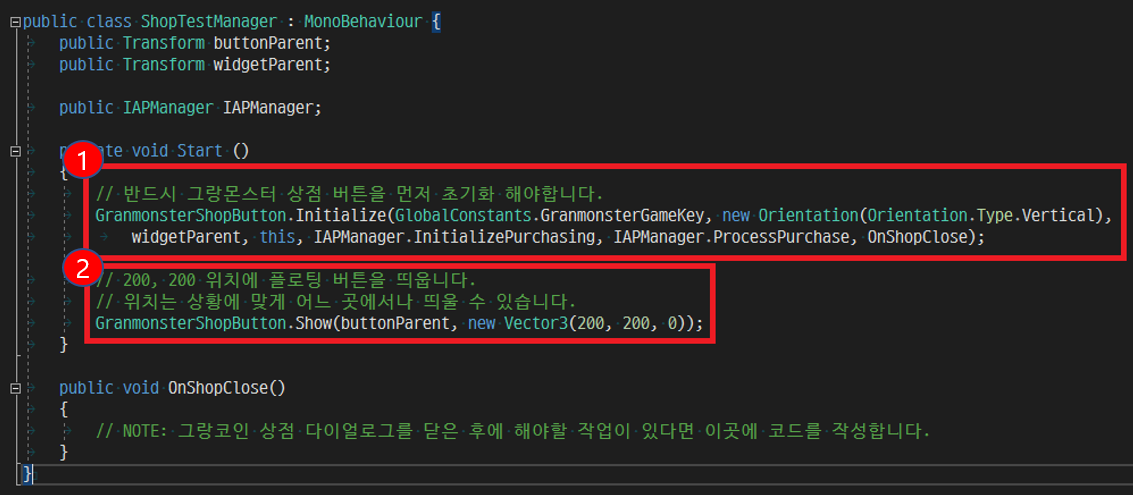 public class ShopTestManager : MonoBehaviour {
public Transform buttonParent;
public Transform widgetParent;
public IAPManager IAPManager;
1
void Start ()
{
// 반드시 그랑몬스터 상점 버튼을 먼저 초기화 해야합니다.
GranmonsterShopButton.Initialize(GlobalConstants.GranmonsterGameKey, new Orientation(Orientation.Type.Vertical),
widgetParent, this, IAPManager.InitializePurchasing, IAPManager.ProcessPurchase, OnShopClose);
2
// 200, 200 위치에 플로팅 버튼을 띄웁니다.
// 위치는 상황에 맞게 어느 곳에서나 띄울 수 있습니다.
GranmonsterShopButton.Show(buttonParent, new Vector3(200, 200, 0));
}
public void OnShopClose()
{
// NOTE: 그랑코인 상점 다이얼로그를 닫은 후에 해야할 작업이 있다면 이곳에 코드를 작성합니다.
}
}